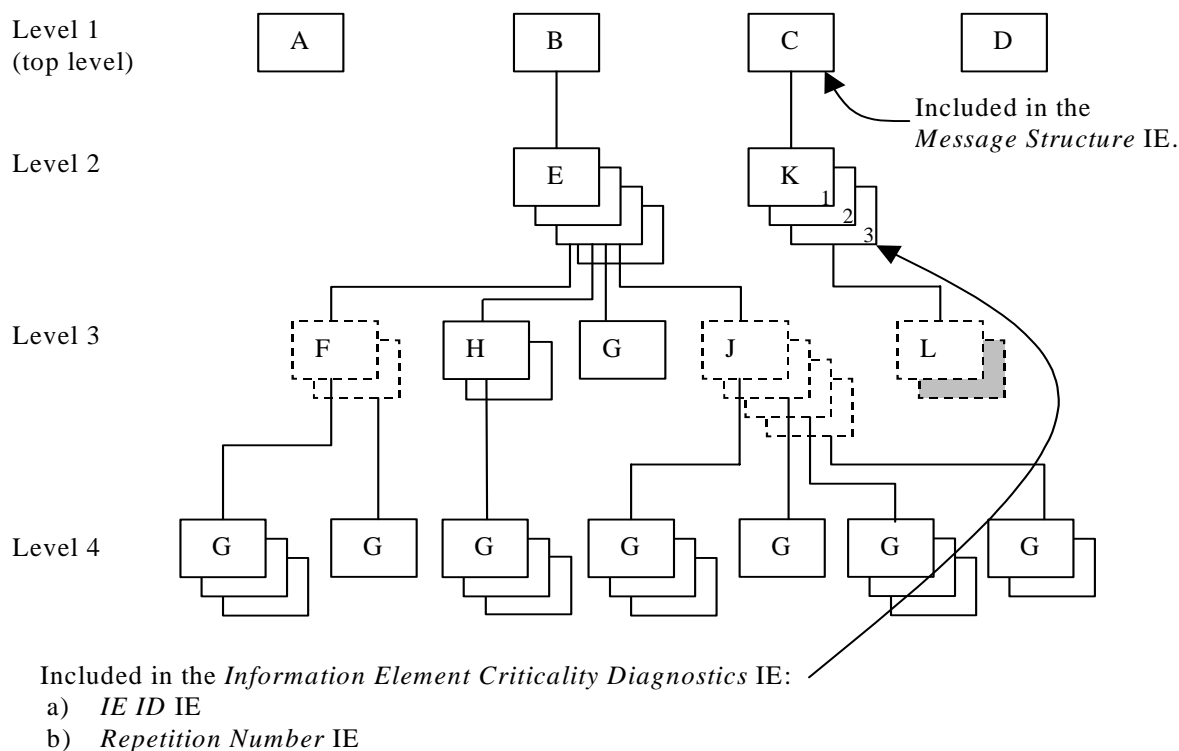 Level 1
(top level)
A
B
C
D
Included in the
Message Structure IE.
Level 2
E
K
1
2
3
Level 3
F
H
G
J
L
Level 4
G
G
G
G
G
G
G
Included in the Information Element Criticality Diagnostics IE:
a) IE ID IE
b) Repetition Number IE